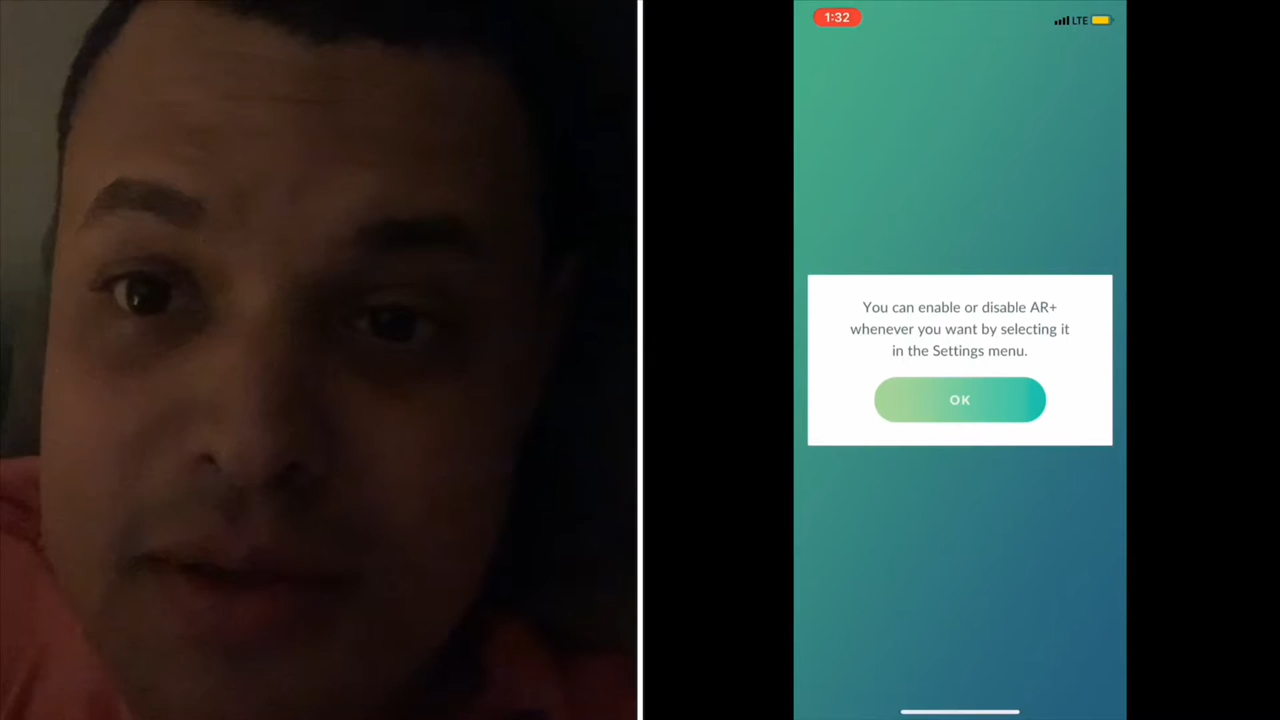 1:32
LTE
You can enable or disable AR+
whenever you want by selecting it
in the Settings menu.
OK